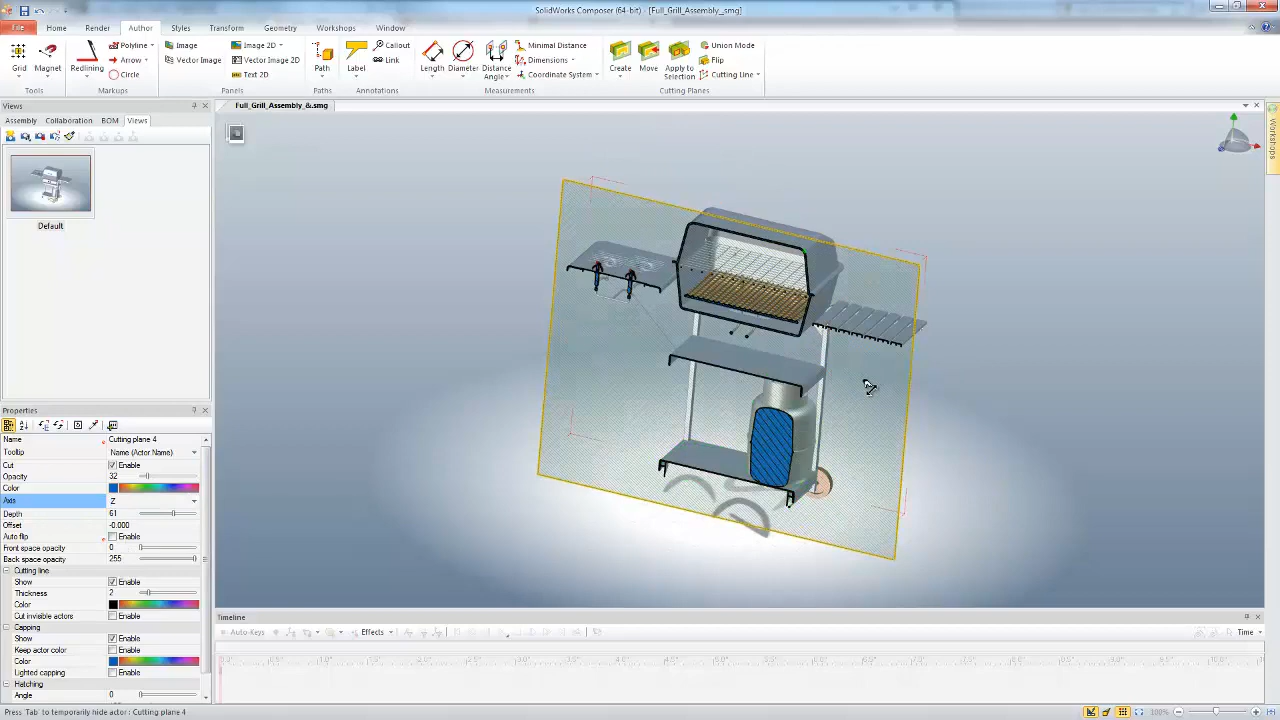 SolidWorks Composer (64-bit) - [Full_Grill_Assembly_.smg]
File Home Render Author Styles Transform Geometry Workshops Window
Grid Magnet
Tools
Redlining Polyline Arrow Circle
Markups
Image Vector Image
Image 2D Vector Image 2D Text 2D
Panels
Path
Paths
Label Callout Link
Annotations
Length Diameter Distance Angle
Minimal Distance Dimensions Coordinate System
Measurements
Create Move Apply to Selection
Union Mode Flip Cutting Line
Cutting Planes
Views
Assembly Collaboration BOM Views
Default
Full_Grill_Assembly_&.smg
Workshops
Properties
Name Cutting plane 4
Tooltip Name (Actor Name)
Cut Enable
Opacity 32
Color
Axis Z
Depth 61
Offset -0.000
Auto flip Enable
Front space opacity 0
Back space opacity 255
Cutting line
Show Enable
Thickness 2
Color
Cut invisible actors Enable
Capping
Show Enable
Keep actor color Enable
Color
Lighted capping Enable
Hatching
Angle 0
Timeline
Auto-Keys Effects Time
Press 'Tab' to temporarily hide actor : Cutting plane 4
100%